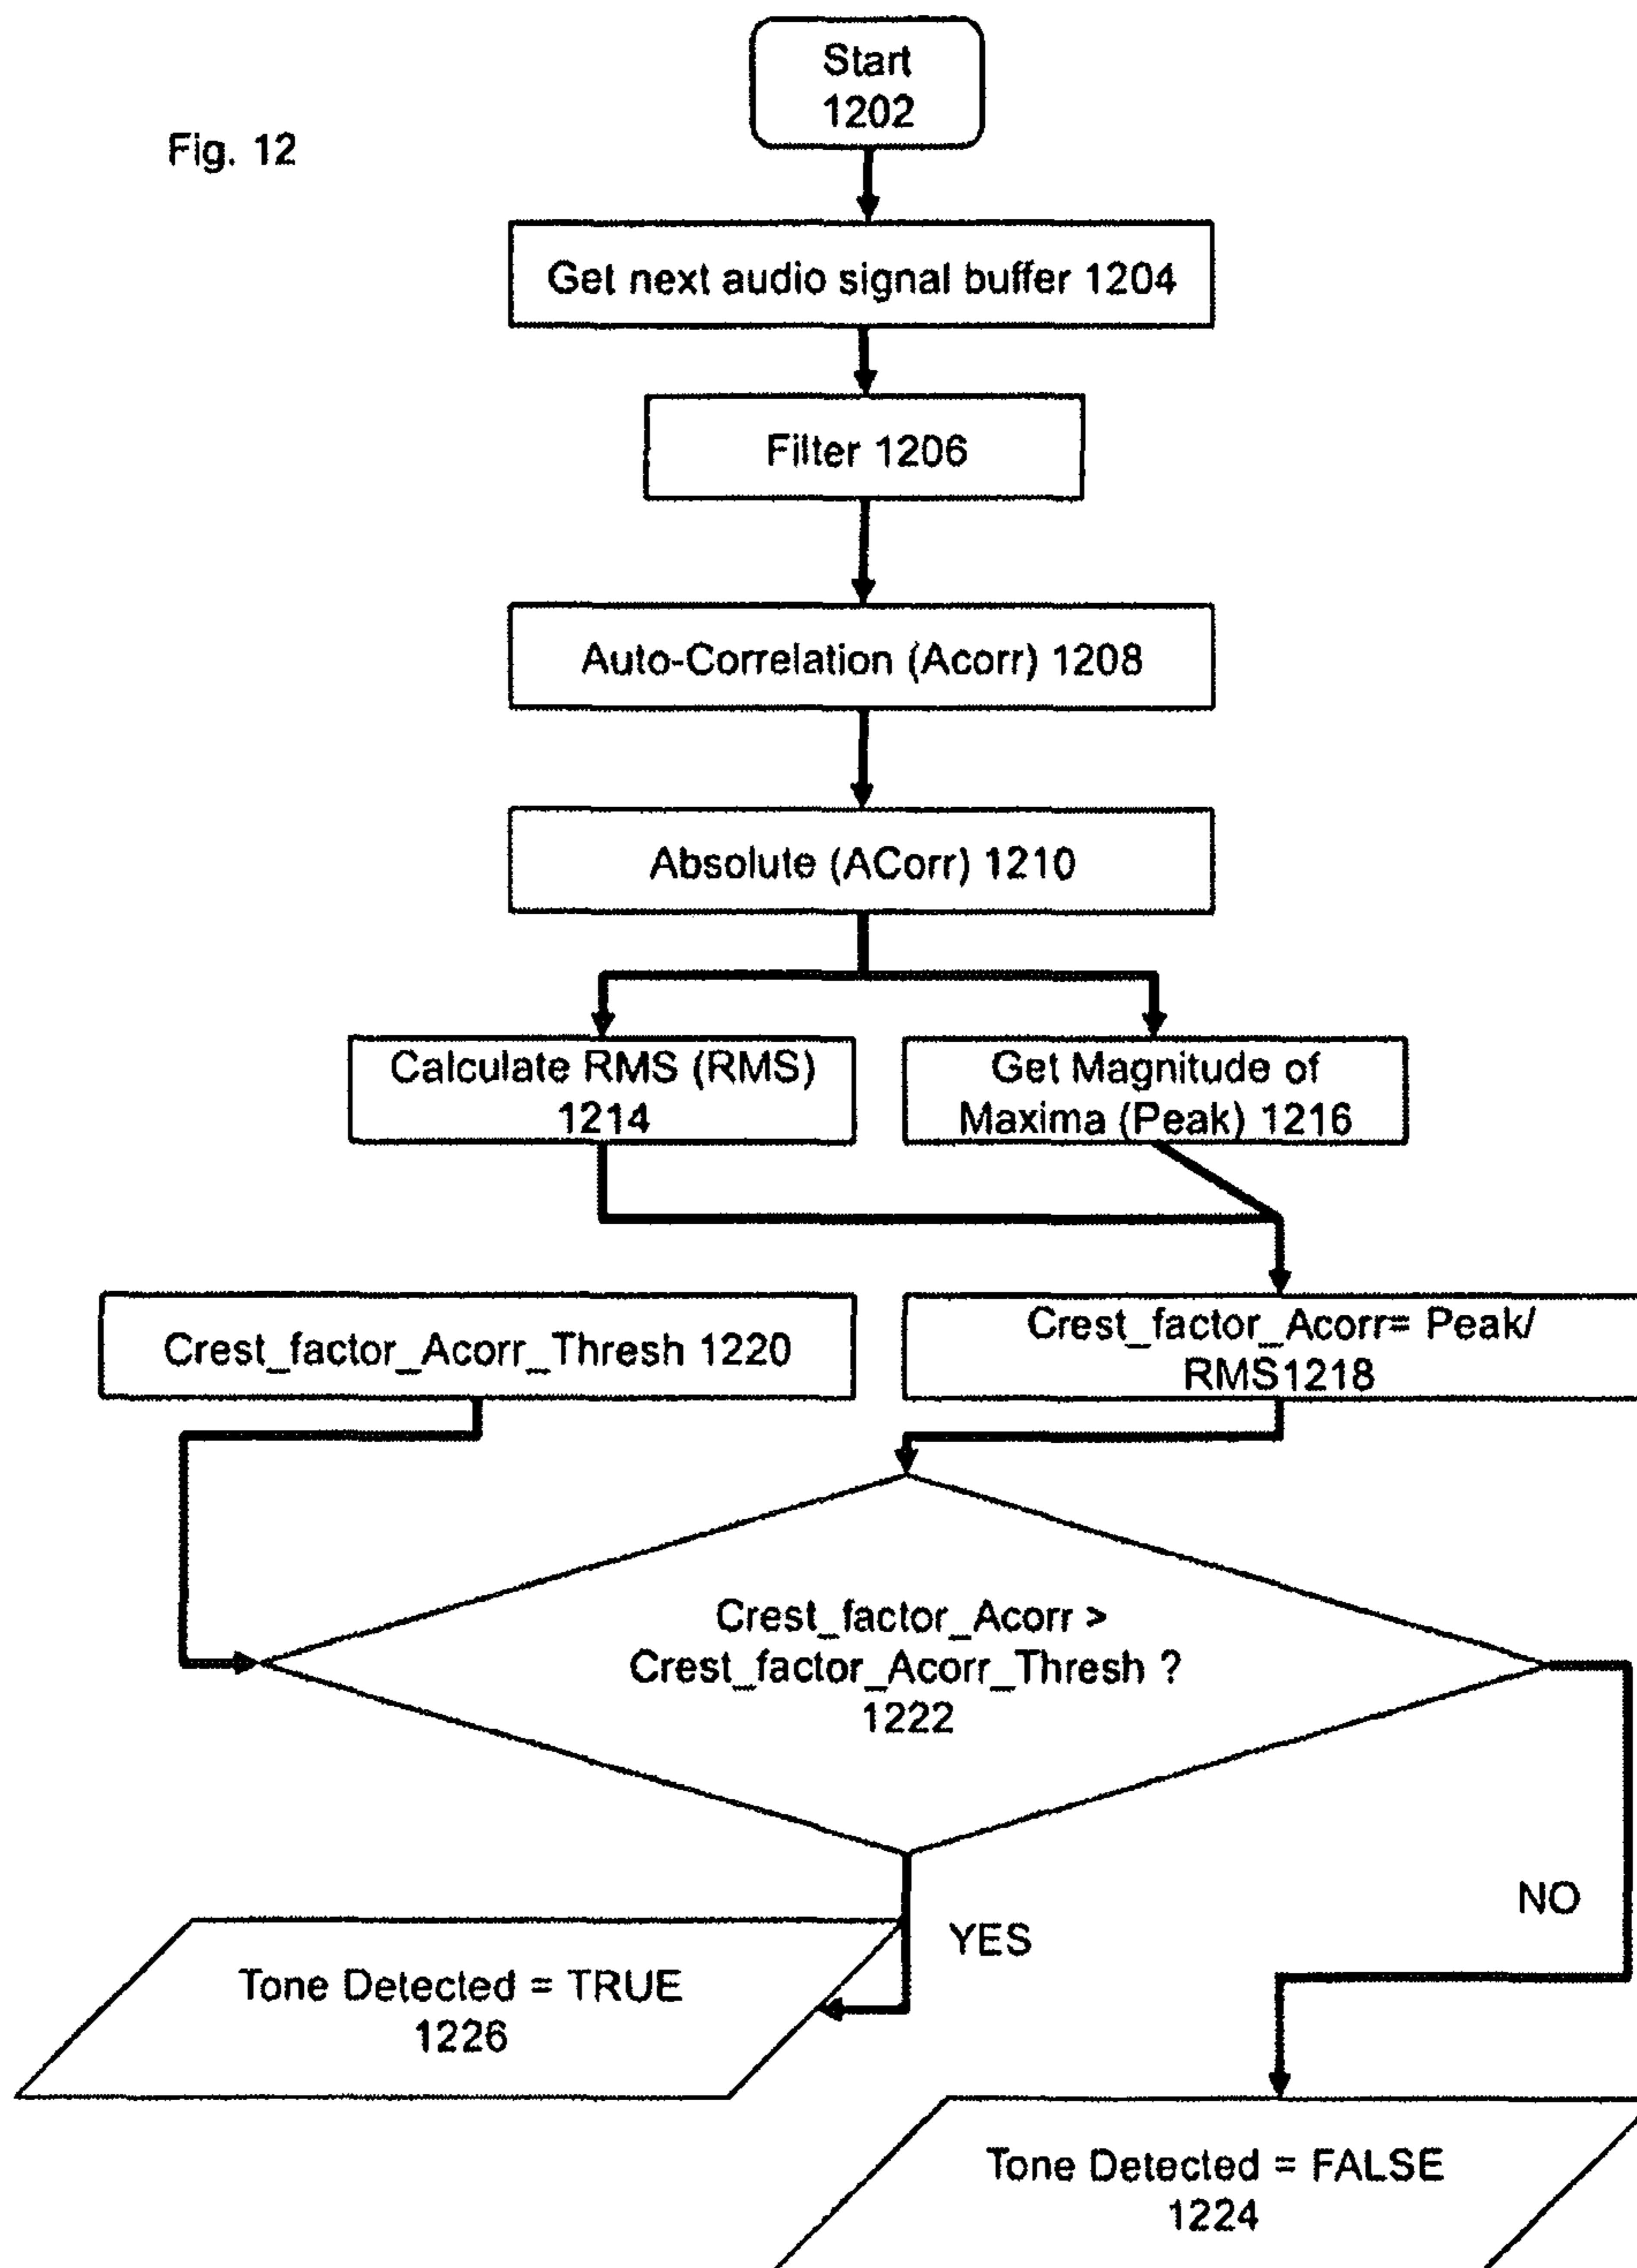 Start
1202
Fig. 12
Get next audio signal buffer 1204
Filter 1206
Auto-Correlation (Acorr) 1208
Absolute (ACorr) 1210
Calculate RMS (RMS)
1214
Get Magnitude of
Maxima (Peak) 1216
Crest_factor_Acorr_Thresh 1220
Crest_factor_Acorr= Peak/
RMS1218
Crest_factor_Acorr >
Crest_factor_Acorr_Thresh ?
1222
NO
YES
Tone Detected = TRUE
1226
Tone Detected = FALSE
1224